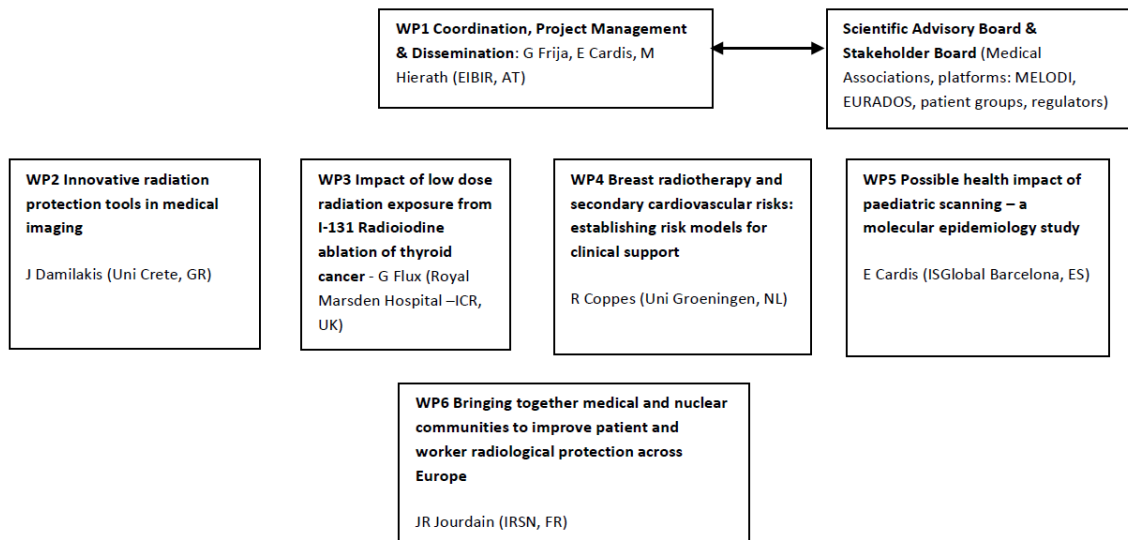 WP1 Coordination, Project Management
& Dissemination: G Frija, E Cardis, M
Hierath (EIBIR, AT)
Scientific Advisory Board &
Stakeholder Board (Medical
Associations, platforms: MELODI,
EURADOS, patient groups, regulators)
WP2 Innovative radiation
protection tools in medical
imaging
J Damilakis (Uni Crete, GR)
WP3 Impact of low dose
radiation exposure from
I-131 Radioiodine
ablation of thyroid
cancer - G Flux (Royal
Marsden Hospital –ICR,
UK)
WP4 Breast radiotherapy and
secondary cardiovascular risks:
establishing risk models for
clinical support
R Coppes (Uni Groeningen, NL)
WP5 Possible health impact of
paediatric scanning – a
molecular epidemiology study
E Cardis (ISGlobal Barcelona, ES)
WP6 Bringing together medical and nuclear
communities to improve patient and
worker radiological protection across
Europe
JR Jourdain (IRSN, FR)